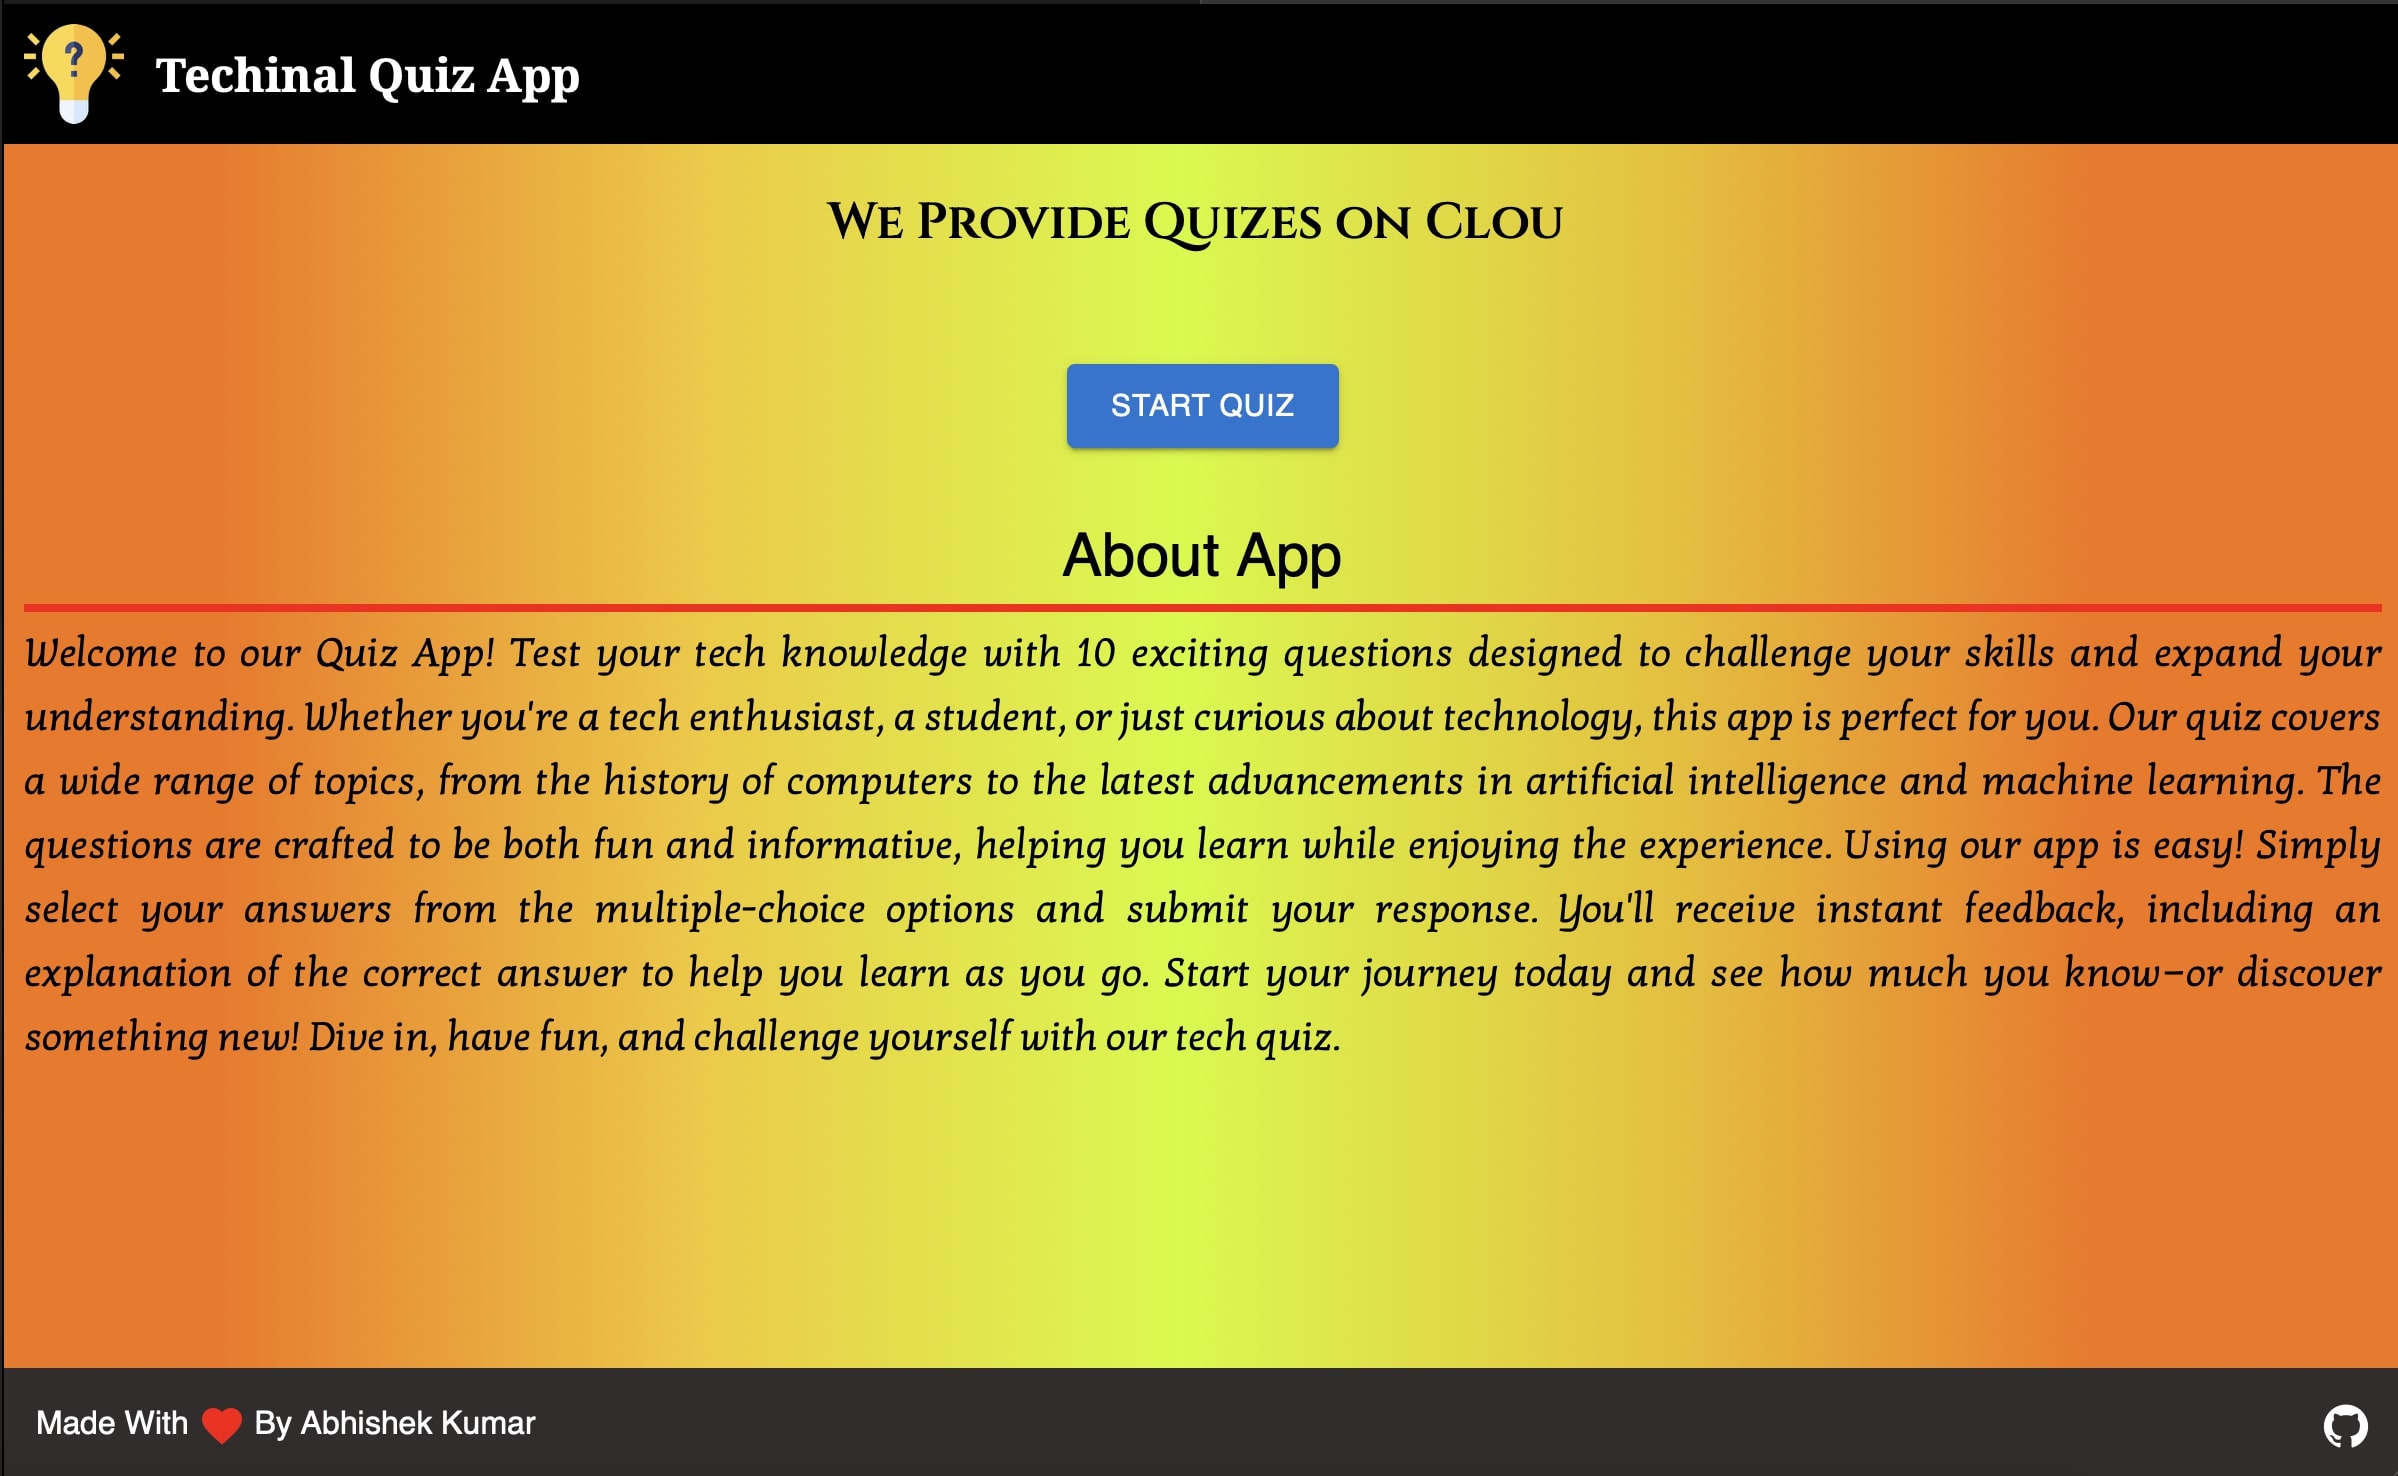 ?
Techinal Quiz App
We Provide Quizes on Clou
START QUIZ
About App
Welcome to our Quiz App! Test your tech knowledge with 10 exciting questions designed to challenge your skills and expand your
understanding. Whether you're a tech enthusiast, a student, or just curious about technology, this app is perfect for you. Our quiz covers
a wide range of topics, from the history of computers to the latest advancements in artificial intelligence and machine learning. The
questions are crafted to be both fun and informative, helping you learn while enjoying the experience. Using our app is easy! Simply
select your answers from the multiple-choice options and submit your response. You'll receive instant feedback, including an
explanation of the correct answer to help you learn as you go. Start your journey today and see how much you know—or discover
something new! Dive in, have fun, and challenge yourself with our tech quiz.
Made With ❤ By Abhishek Kumar